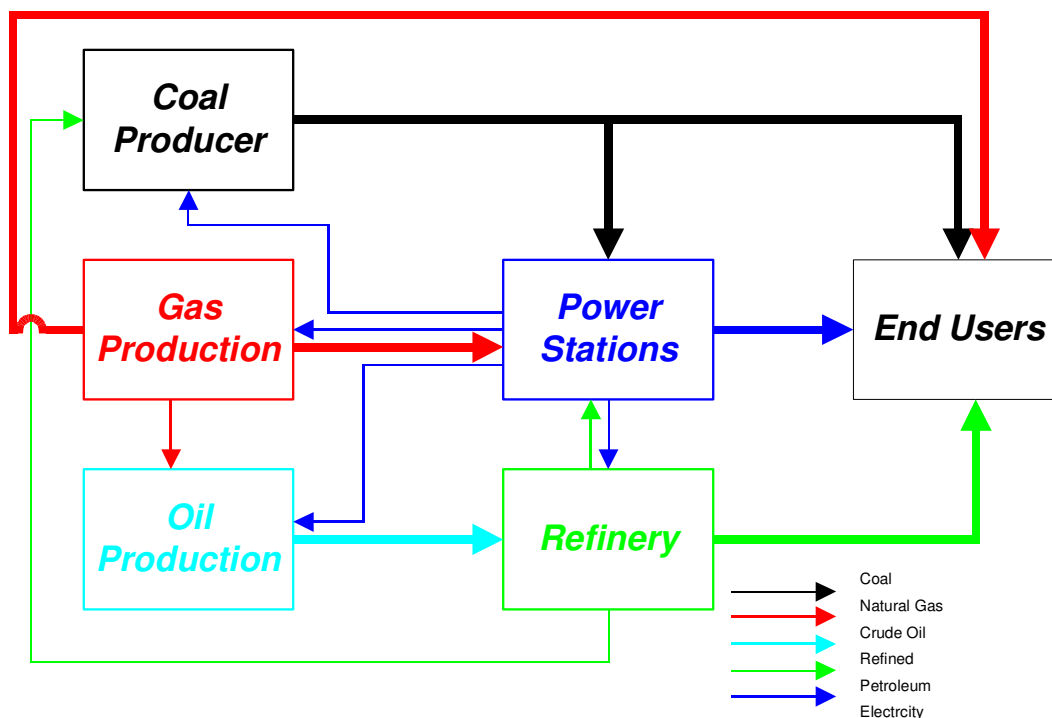 Coal
Producer
Gas
Production
Power
Stations
End Users
Oil
Production
Refinery
Coal
Natural Gas
Crude Oil
Refined
Petroleum
Electrcity